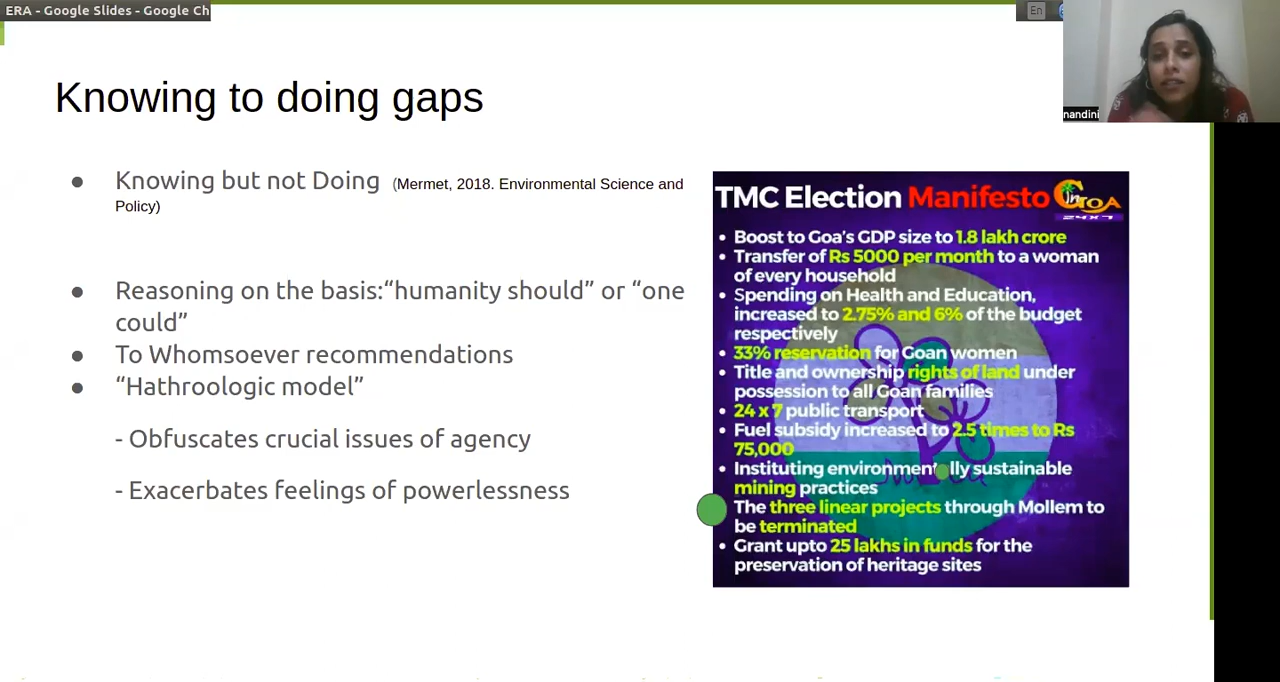 ERA - Google Slides - Google Ch
En
Knowing to doing gaps
nandini
● Knowing but not Doing (Mermet, 2018. Environmental Science and
Policy)
● Reasoning on the basis:“humanity should” or “one
could”
● To Whomsoever recommendations
● “Hathroologic model”
- Obfuscates crucial issues of agency
- Exacerbates feelings of powerlessness
TMC Election Manifesto in GOA
24x7
• Boost to Goa's GDP size to 1.8 lakh crore
• Transfer of Rs 5000 per month to a woman
of every household
• Spending on Health and Education,
increased to 2.75% and 6% of the budget
respectively
• 33% reservation for Goan women
• Title and ownership rights of land under
possession to all Goan families
• 24 x 7 public transport
• Fuel subsidy increased to 2.5 times to Rs
75,000
• Instituting sustainable
mining practices
• The three linear projects through Mollem to
be terminated
• Grant upto 25 lakhs in funds for the
preservation of heritage sites